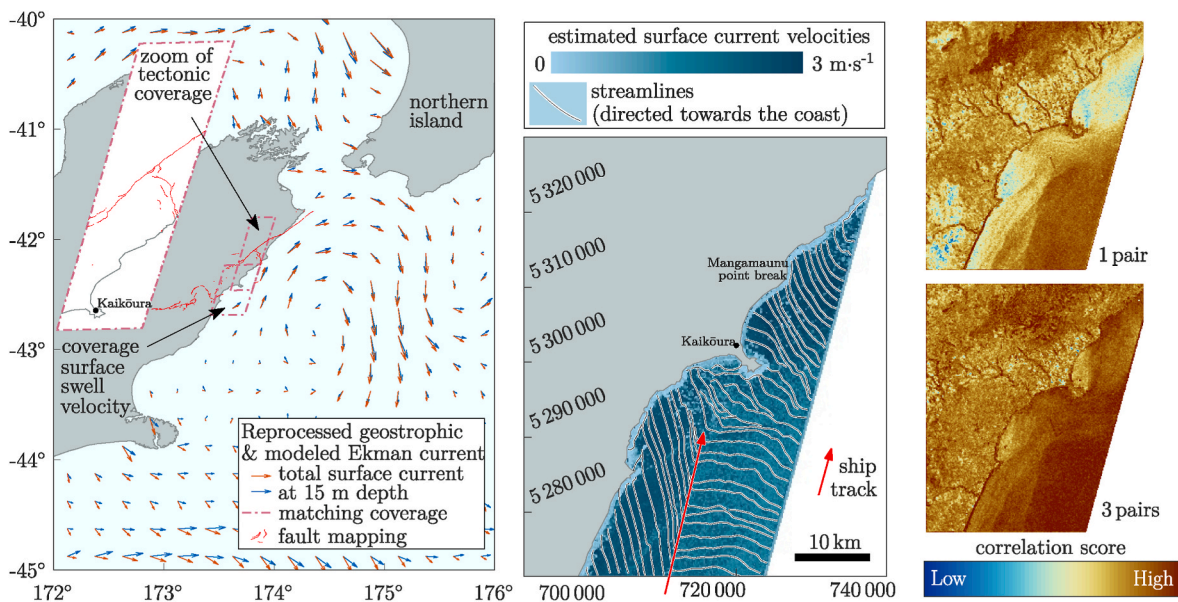 -40°
-41°
-42°
-43°
-44°
-45°
172°
173°
174°
175°
176°
zoom of
tectonic
coverage
northern
island
Kaikōura
coverage
surface
swell
velocity
Reprocessed geostrophic
& modeled Ekman current
total surface current
at 15 m depth
matching coverage
fault mapping
estimated surface current velocities
0
3 m·s⁻¹
streamlines
(directed towards the coast)
5 320 000
5 310 000
5 300 000
5 290 000
5 280 000
Mangamaunu
point break
Kaikōura
ship
track
10 km
700 000
720 000
740 000
1 pair
3 pairs
correlation score
Low
High